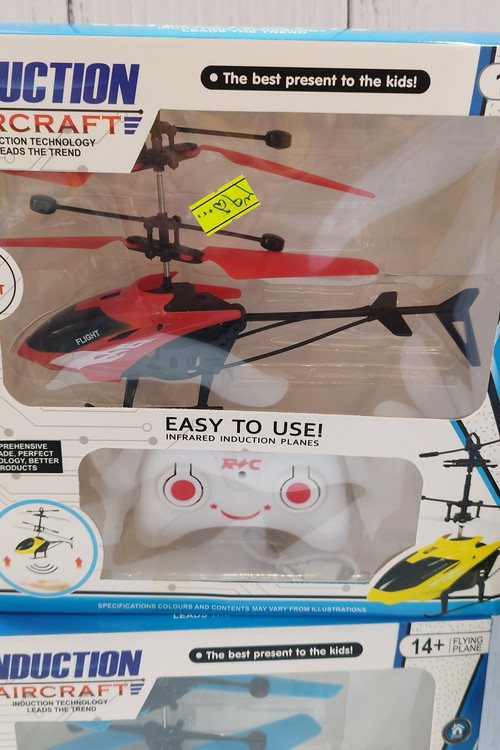 DUCTION
RCRAFT
CTION TECHNOLOGY
LEADS THE TREND
The best present to the kids!
FLIGHT
EASY TO USE!
INFRARED INDUCTION PLANES
PREHENSIVE
ADE, PERFECT
OLOGY, BETTER
RODUCTS
R/C
SPECIFICATIONS COLOURS AND CONTENTS MAY VARY FROM ILLUSTRATIONS
NDUCTION
AIRCRAFT
INDUCTION TECHNOLOGY
LEADS THE TREND
The best present to the kids!
14+ FLYING
PLANE